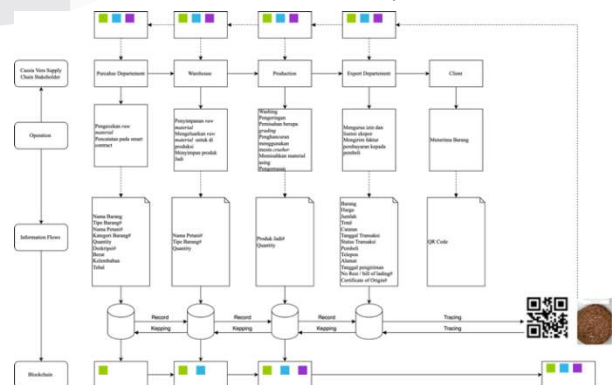 Cassia Vera Supply
Chain Stakeholder
Purcahse Departement
Warehouse
Production
Export Departement
Client
Operation
Pengecekan raw
material
Pencatatan pada smart
contract
Penyimpanan raw
material
Mengeluarkan raw
material untuk di
produksi
Menyimpan produk
Jadi
Washing
Pengeringan
Pemisahan berupa
grading
Penghancuran
menggunakan
Memisahkan material
asing
Pengemasan
Mengurus izin dan
lisensi ekspor
Mengirim faktur
pembayaran kepada
pembeli
Menerima Barang
Information Flows
Nama Barang
Tipe Barang#
Nama Petani#
Kategori Barang#
Quantity
Deskripsi#
Berat
Kelembaban
Tebal
Nama Petani#
Tipe Barang#
Quantity
Produk Jadi#
Quantity
Barang
Harga
Jumlah
Total
Catatan
Tanggal Transaksi
Status Transaksi
Pembeli
Telepon
Alamat
Tanggal pengiriman
No Resi / bill of lading#
Certificate of Origin#
QR Code
Record
Kepping
Record
Kepping
Record
Kepping
Tracing
Tracing
Blockchain